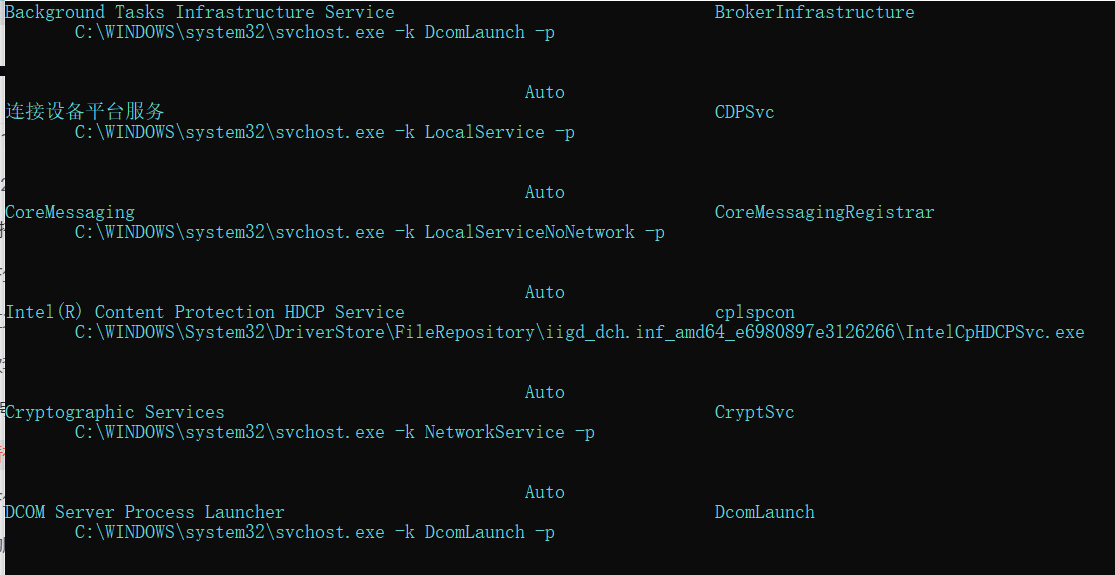 Background Tasks Infrastructure Service BrokerInfrastructure
C:\WINDOWS\system32\svchost.exe -k DcomLaunch -p
Auto
连接设备平台服务 CDPSvc
C:\WINDOWS\system32\svchost.exe -k LocalService -p
Auto
CoreMessaging CoreMessagingRegistrar
C:\WINDOWS\system32\svchost.exe -k LocalServiceNoNetwork -p
Auto
Intel(R) Content Protection HDCP Service cplspcon
C:\WINDOWS\System32\DriverStore\FileRepository\iigd_dch.inf_amd64_e6980897e3126266\IntelCpHDCPSvc.exe
Auto
Cryptographic Services CryptSvc
C:\WINDOWS\system32\svchost.exe -k NetworkService -p
Auto
DCOM Server Process Launcher DcomLaunch
C:\WINDOWS\system32\svchost.exe -k DcomLaunch -p